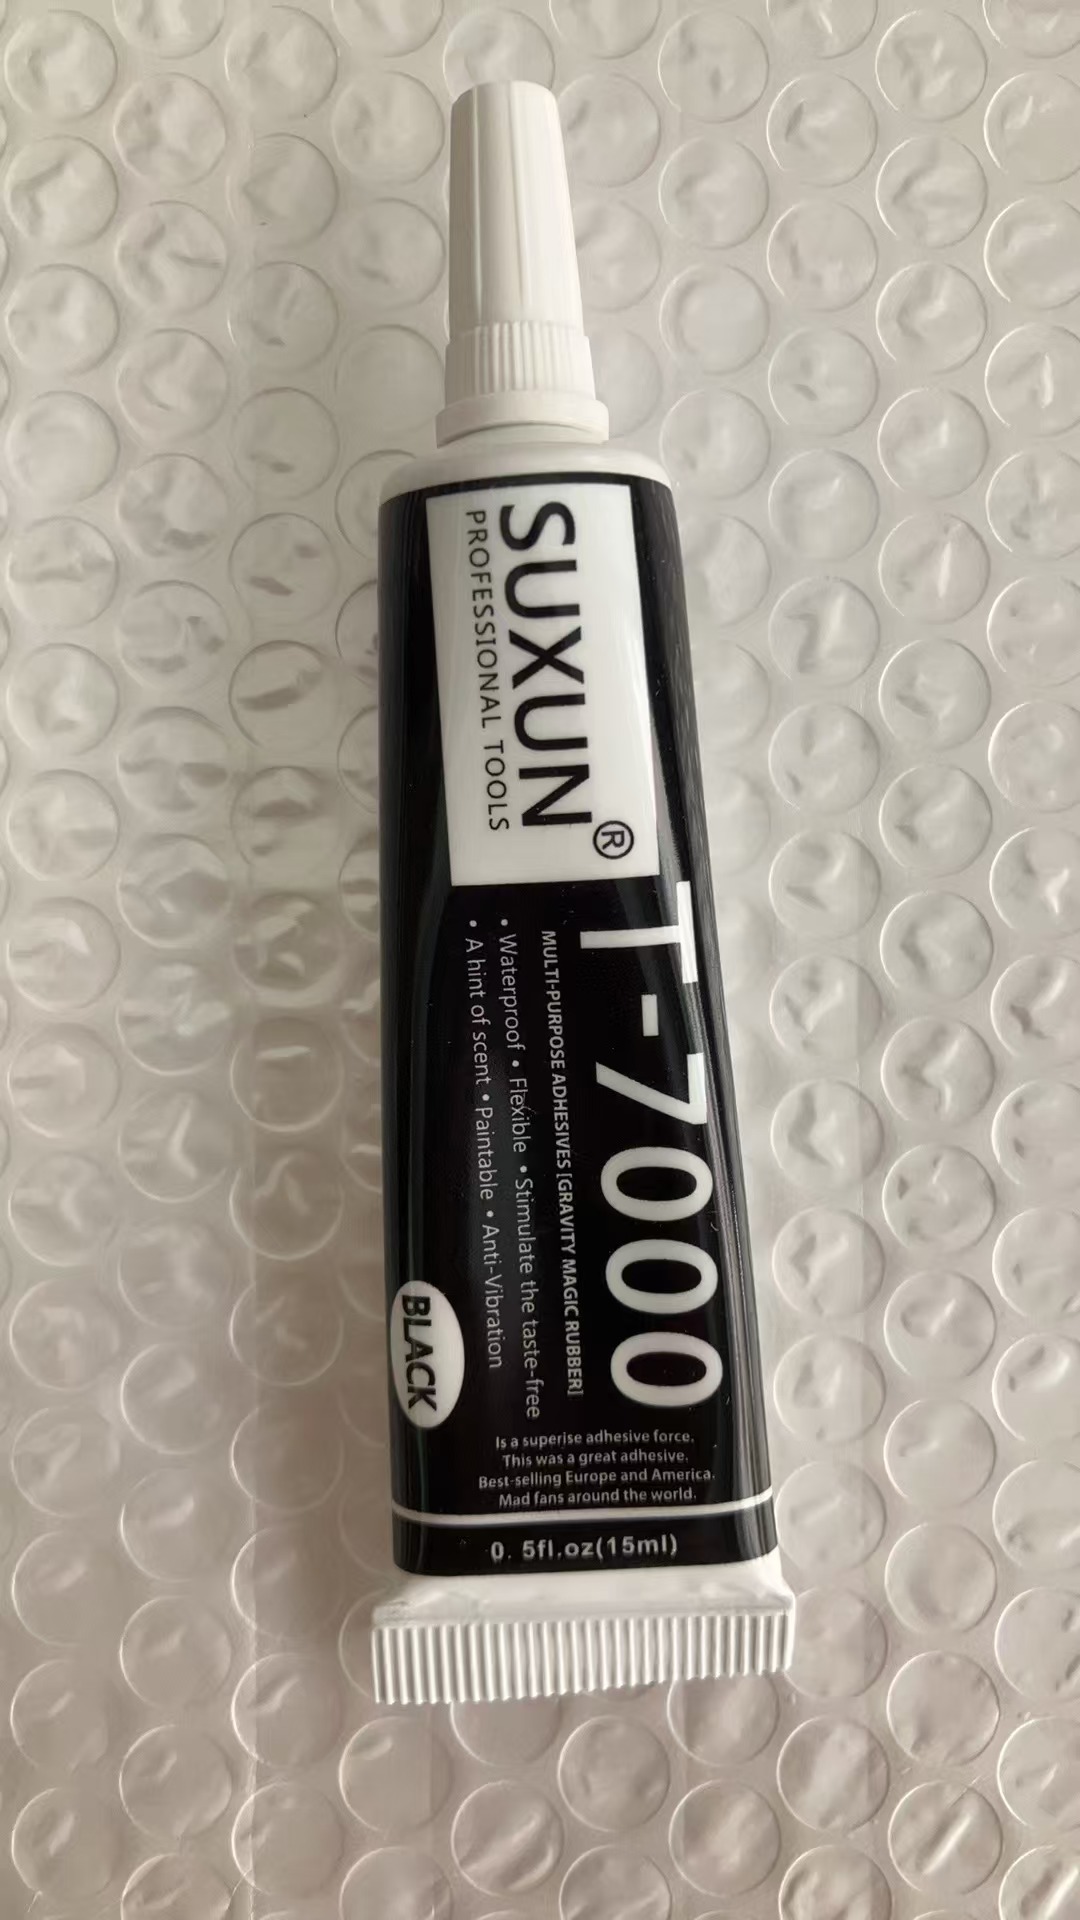 SUXUN®
PROFESSIONAL TOOLS
T-7000
MULTI-PURPOSE ADHESIVES [GRAVITY MAGIC RUBBER]
• Waterproof • Flexible • Stimulate the taste-free
• A hint of scent • Paintable • Anti-Vibration
BLACK
Is a superise adhesive force.
This was a great adhesive.
Best-selling Europe and America.
Mad fans around the world.
0. 5fl.oz(15ml)